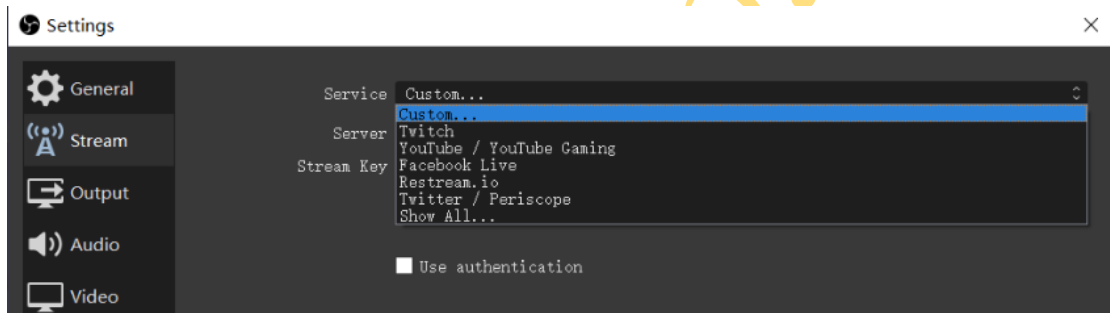 Settings
General
Service Custom...
Custom...
Server Twitch
YouTube / YouTube Gaming
Stream
Stream Key Facebook Live
Restream.io
Output
Twitter / Periscope
Show All...
Audio
Use authentication
Video